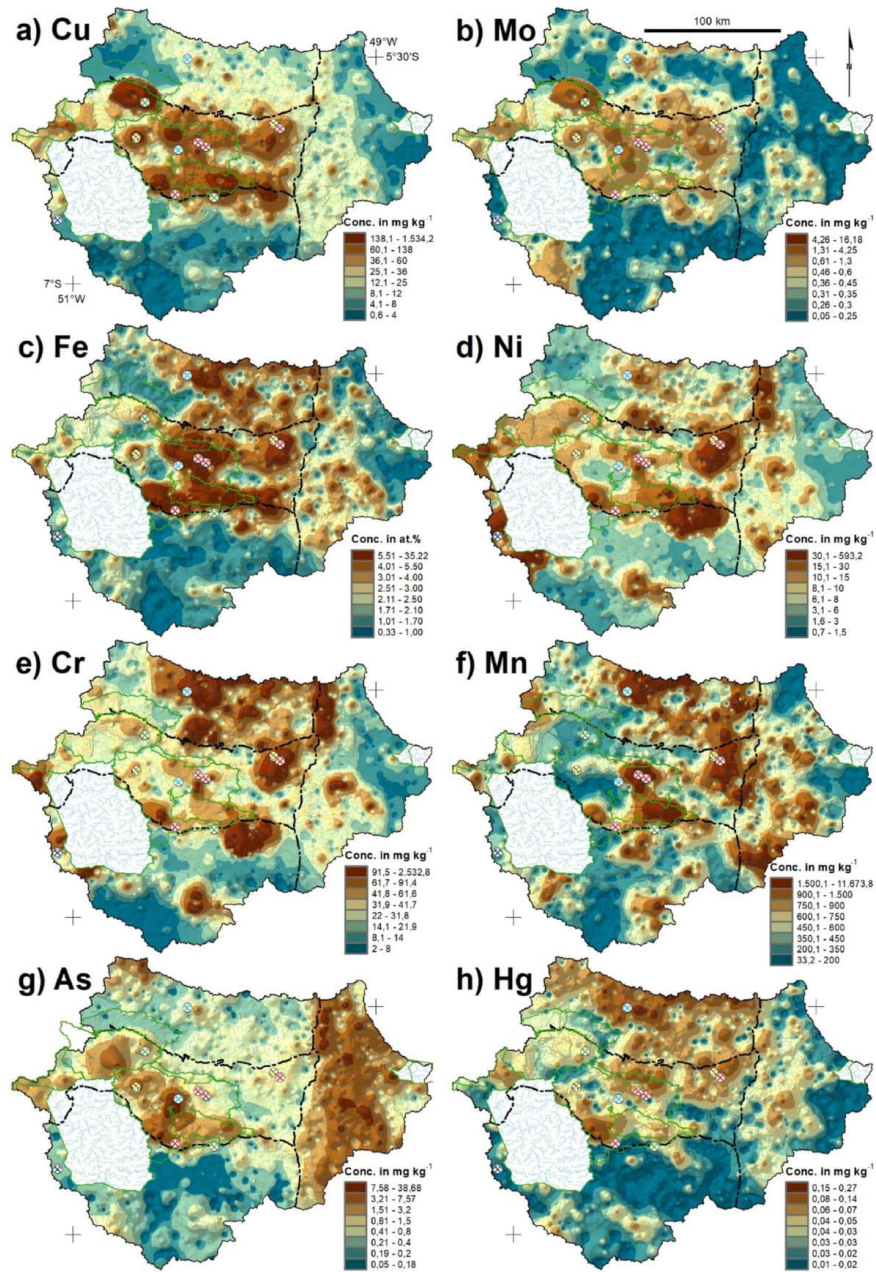 a) Cu
49°W
5°30'S
Conc. in mg kg-1
138,1 - 1.534,2
60,1 - 138
36,1 - 60
25,1 - 36
12,1 - 25
8,1 - 12
4,1 - 8
0,6 - 4
7°S
51°W
b) Mo
100 km
N
Conc. in mg kg-1
4,26 - 16,18
1,31 - 4,25
0,61 - 1,3
0,46 - 0,6
0,36 - 0,45
0,31 - 0,35
0,26 - 0,3
0,05 - 0,25
c) Fe
Conc. in at.%
5.51 - 35.22
4.01 - 5.50
3.01 - 4.00
2.51 - 3.00
2.11 - 2.50
1.71 - 2.10
1.01 - 1.70
0.33 - 1,00
d) Ni
Conc. in mg kg-1
30,1 - 593,2
15,1 - 30
10,1 - 15
8,1 - 10
6,1 - 8
3,1 - 6
1,6 - 3
0,7 - 1,5
e) Cr
Conc. in mg kg-1
91,5 - 2.532,8
61,7 - 91,4
41,8 - 61,6
31,9 - 41,7
22 - 31,8
14,1 - 21,9
8,1 - 14
2 - 8
f) Mn
Conc. in mg kg-1
1.500,1 - 11.673,8
900,1 - 1.500
750,1 - 900
600,1 - 750
450,1 - 600
350,1 - 450
200,1 - 350
33,2 - 200
g) As
Conc. in mg kg-1
7,58 - 38,68
3,21 - 7,57
1,51 - 3,2
0,81 - 1,5
0,41 - 0,8
0,21 - 0,4
0,19 - 0,2
0,05 - 0,18
h) Hg
Conc. in mg kg-1
0,15 - 0,27
0,08 - 0,14
0,06 - 0,07
0,04 - 0,05
0,03 - 0,04
0,03 - 0,03
0,03 - 0,02
0,01 - 0,02